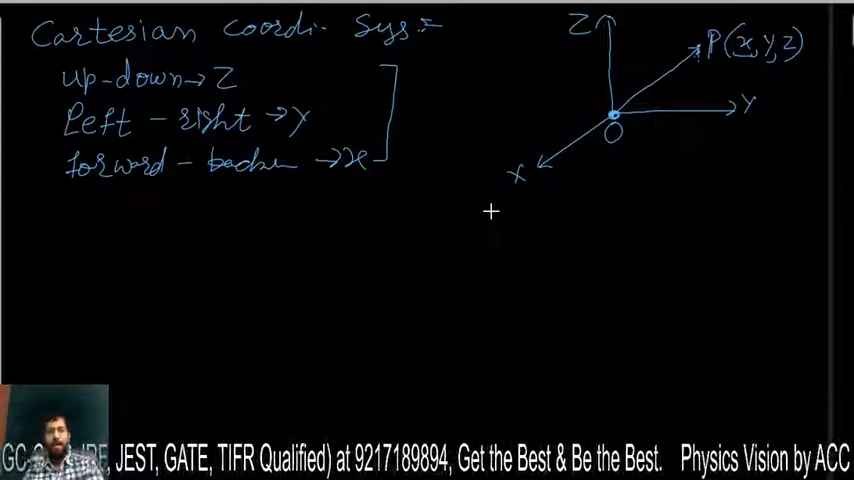 Cartesian Coordi- Sys:-
Z
P(x, y, z)
up-down → Z
left - right → y
Y
forward - → x
O
X
JEST, GATE, TIFR Qualified) at 9217189894, Get the Best & Be the Best. Physics Vision by ACC